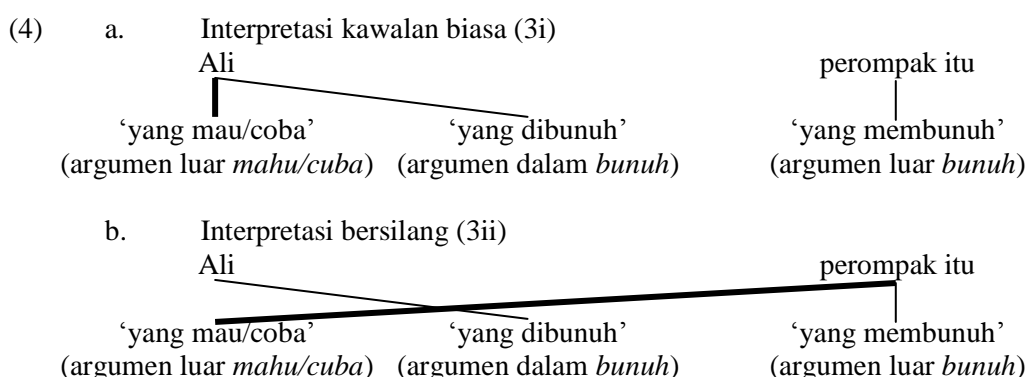 (4) a. Interpretasi kawalan biasa (3i)
Ali perompak itu
‘yang mau/coba’ ‘yang dibunuh’ ‘yang membunuh’
(argumen luar mahu/cuba) (argumen dalam bunuh) (argumen luar bunuh)
b. Interpretasi bersilang (3ii)
Ali perompak itu
‘yang mau/coba’ ‘yang dibunuh’ ‘yang membunuh’
(argumen luar mahu/cuba) (argumen dalam bunuh) (argumen luar bunuh)